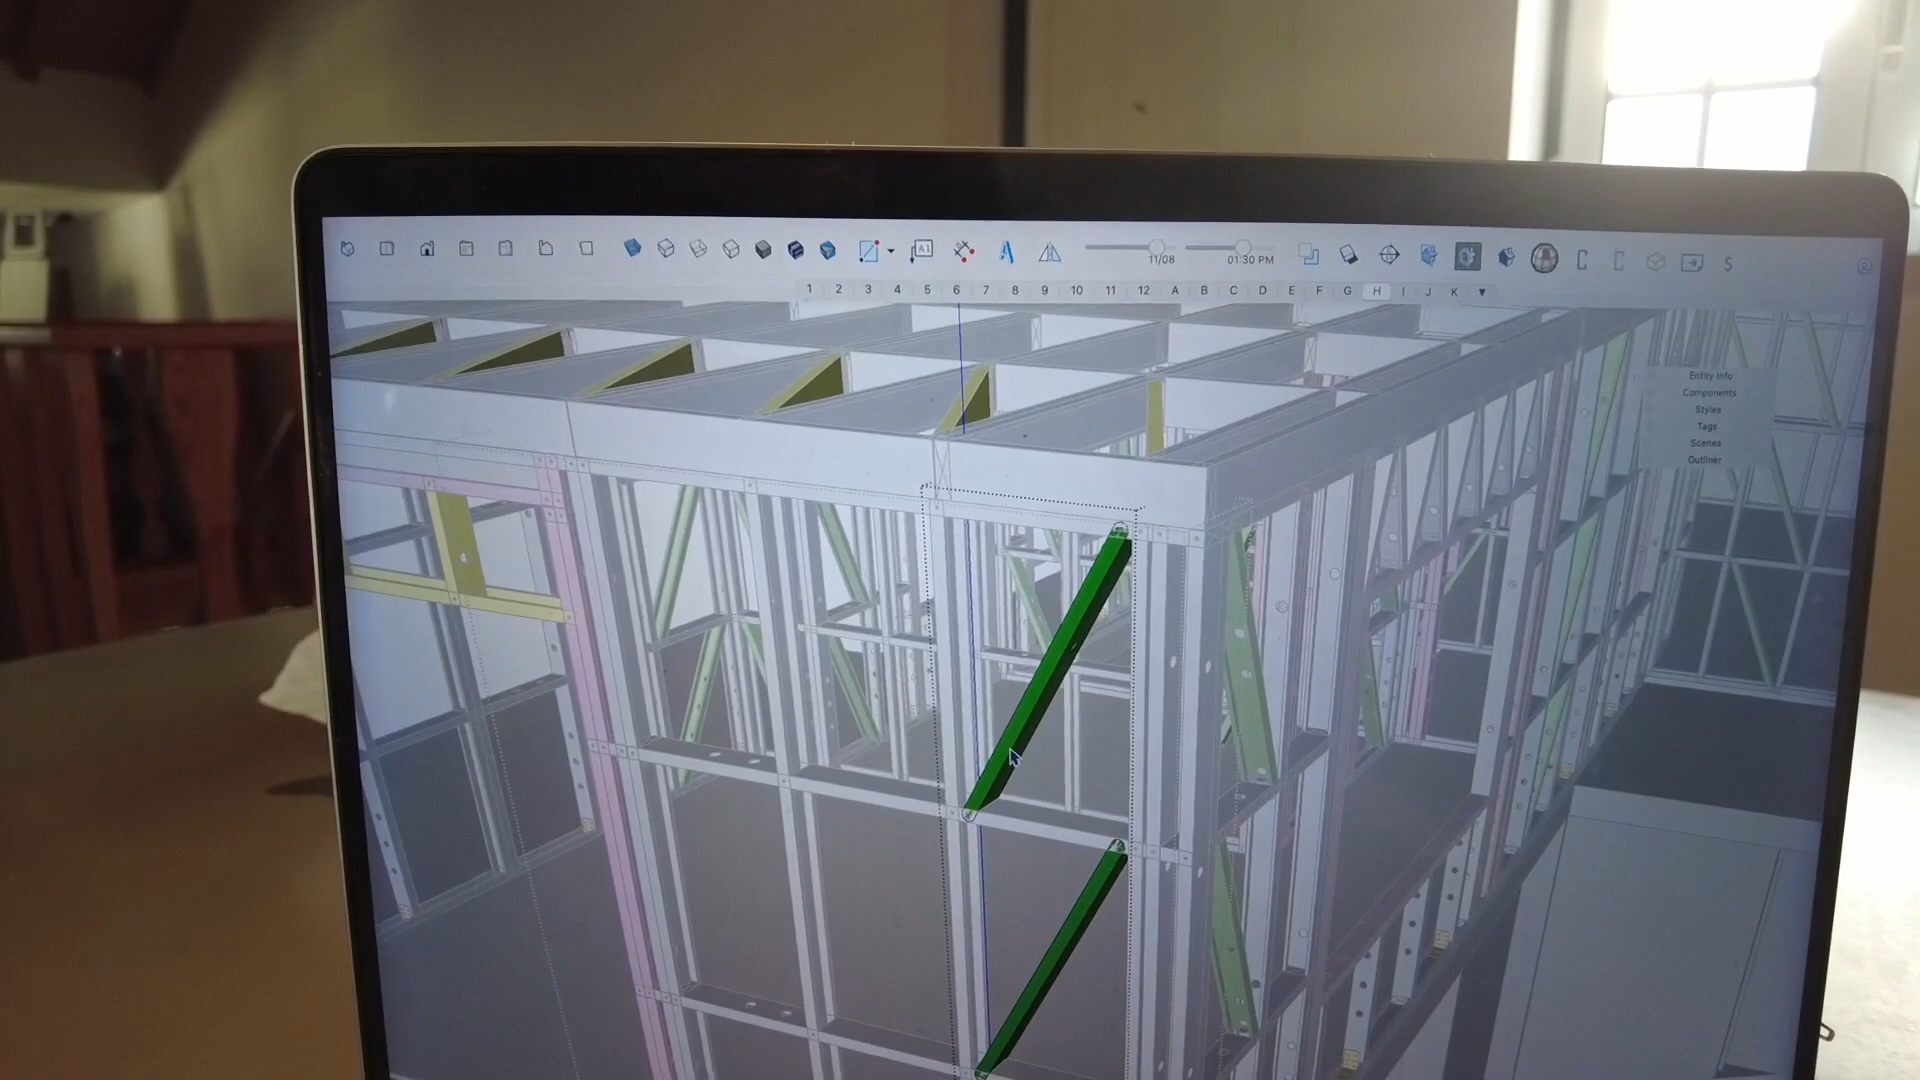 A1
11/08
01:30 PM
$
1 2 3 4 5 6 7 8 9 10 11 12 A B C D E F G H I J K
Entity Info
Components
Styles
Tags
Scenes
Outliner